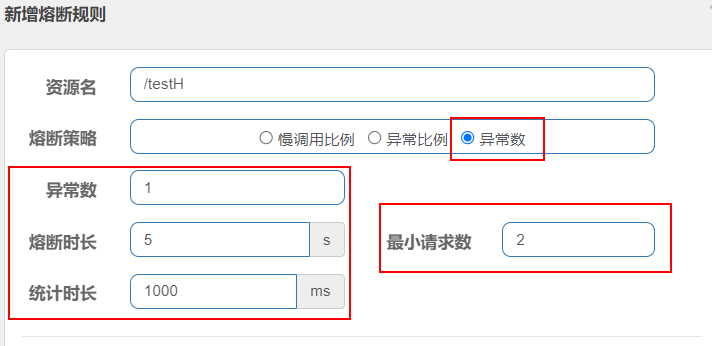 新增熔断规则
资源名 /testH
熔断策略 慢调用比例 异常比例 异常数
异常数 1
熔断时长 5 s 最小请求数 2
统计时长 1000 ms